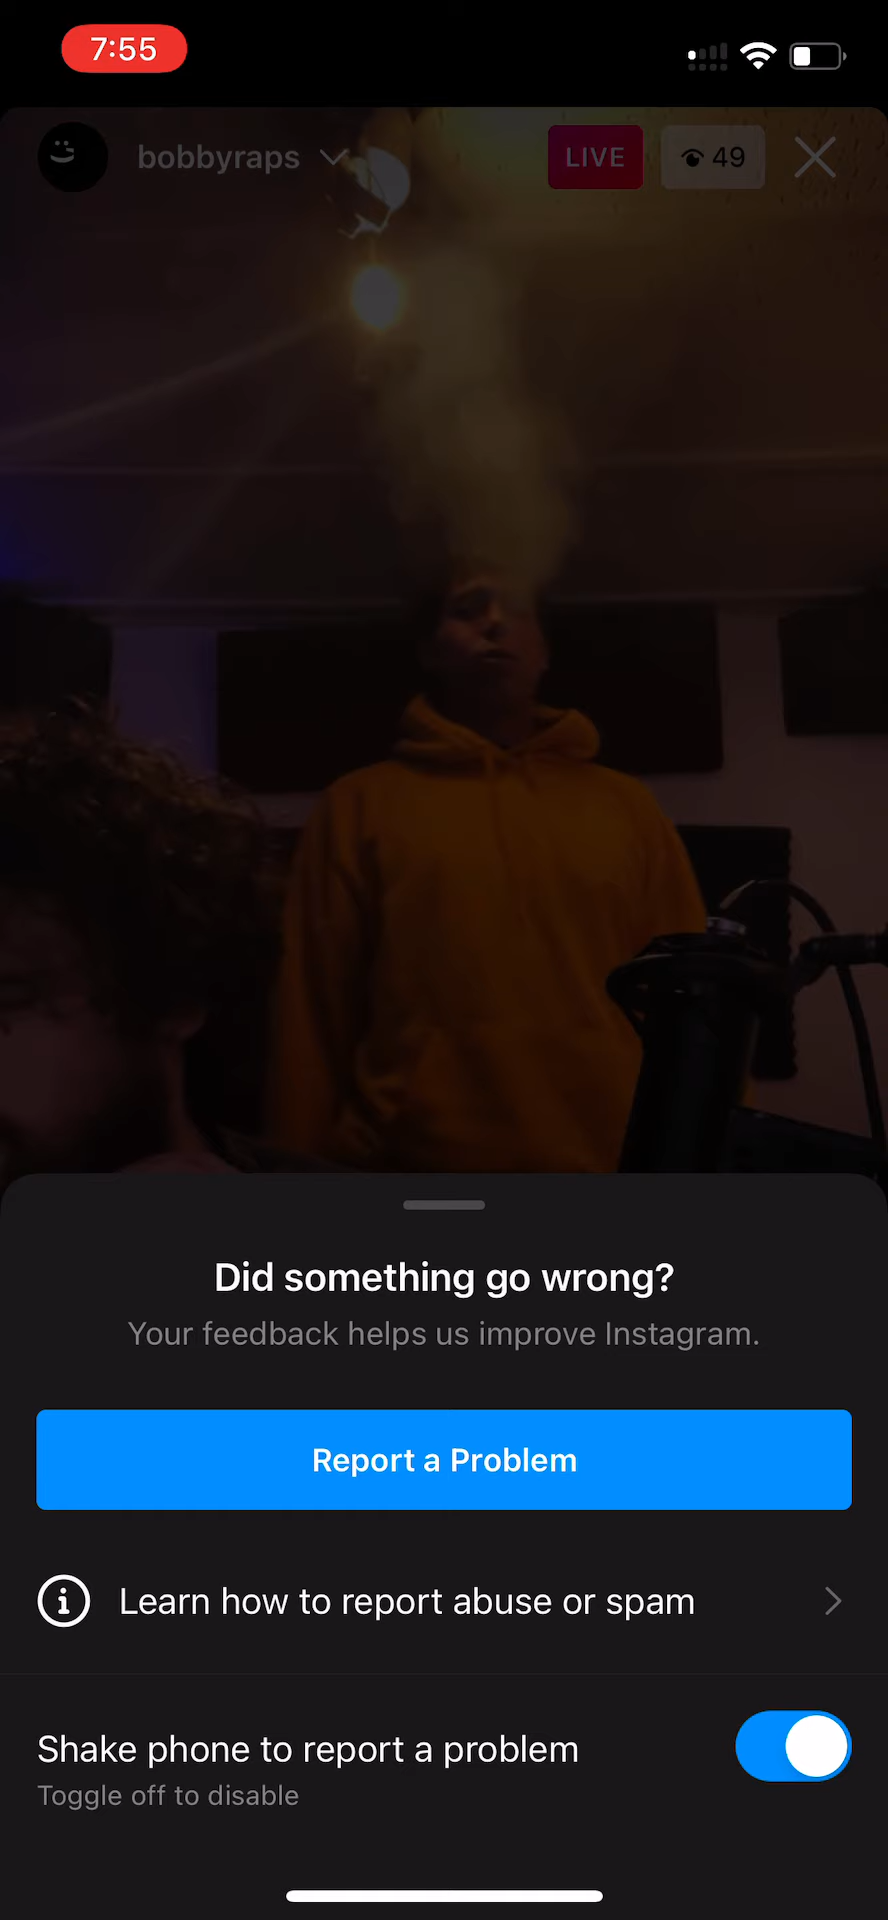 7:55
bobbyraps
LIVE
49
Did something go wrong?
Your feedback helps us improve Instagram.
Report a Problem
Learn how to report abuse or spam
Shake phone to report a problem
Toggle off to disable